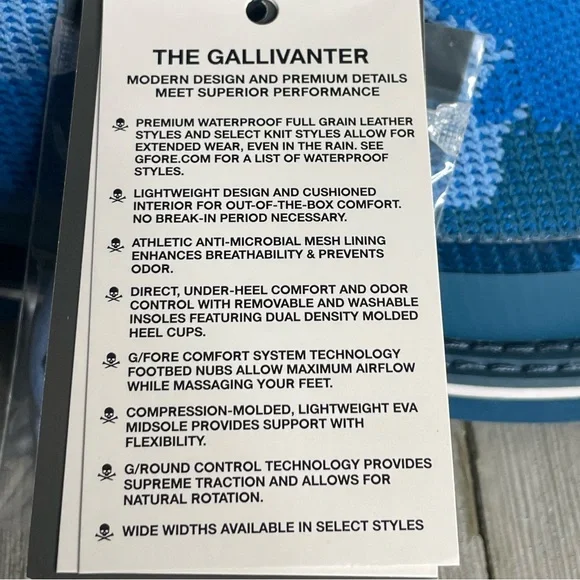 THE GALLIVANTER
MODERN DESIGN AND PREMIUM DETAILS
MEET SUPERIOR PERFORMANCE
PREMIUM WATERPROOF FULL GRAIN LEATHER
STYLES AND SELECT KNIT STYLES ALLOW FOR
EXTENDED WEAR, EVEN IN THE RAIN. SEE
GFORE.COM FOR A LIST OF WATERPROOF
STYLES.
LIGHTWEIGHT DESIGN AND CUSHIONED
INTERIOR FOR OUT-OF-THE-BOX COMFORT.
NO BREAK-IN PERIOD NECESSARY.
ATHLETIC ANTI-MICROBIAL MESH LINING
ENHANCES BREATHABILITY & PREVENTS
ODOR.
DIRECT, UNDER-HEEL COMFORT AND ODOR
CONTROL WITH REMOVABLE AND WASHABLE
INSOLES FEATURING DUAL DENSITY MOLDED
HEEL CUPS.
G/FORE COMFORT SYSTEM TECHNOLOGY
FOOTBED NUBS ALLOW MAXIMUM AIRFLOW
WHILE MASSAGING YOUR FEET.
COMPRESSION-MOLDED, LIGHTWEIGHT EVA
MIDSOLE PROVIDES SUPPORT WITH
FLEXIBILITY.
G/ROUND CONTROL TECHNOLOGY PROVIDES
SUPREME TRACTION AND ALLOWS FOR
NATURAL ROTATION.
WIDE WIDTHS AVAILABLE IN SELECT STYLES